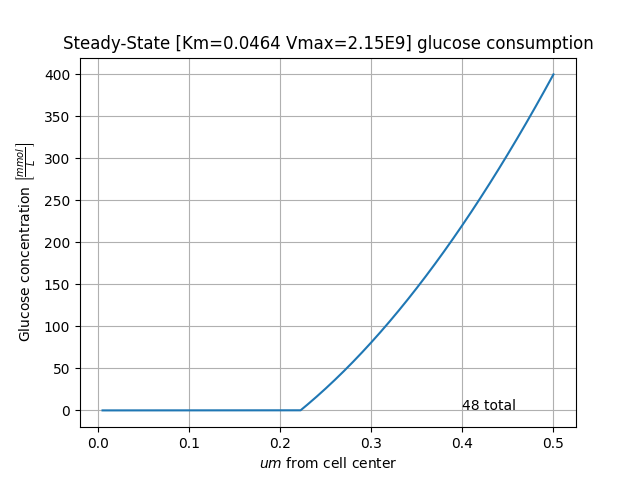 Steady-State [Km=0.0464 Vmax=2.15E9] glucose consumption
Glucose concentration [mmol/L]
400
350
300
250
200
150
100
50
0
48 total
0.0 0.1 0.2 0.3 0.4 0.5
um from cell center